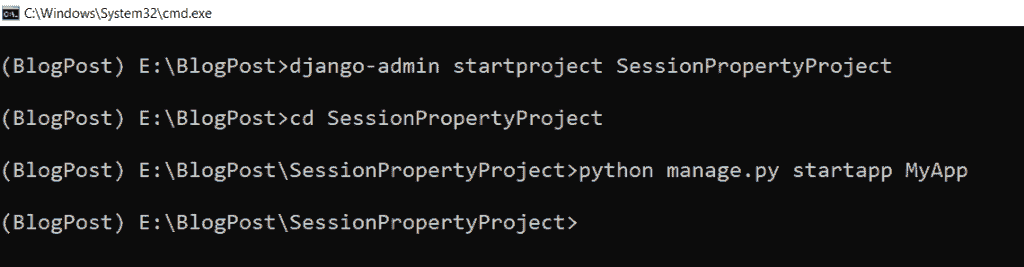 C:\Windows\System32\cmd.exe
(BlogPost) E:\BlogPost>django-admin startproject SessionPropertyProject
(BlogPost) E:\BlogPost>cd SessionPropertyProject
(BlogPost) E:\BlogPost\SessionPropertyProject>python manage.py startapp MyApp
(BlogPost) E:\BlogPost\SessionPropertyProject>